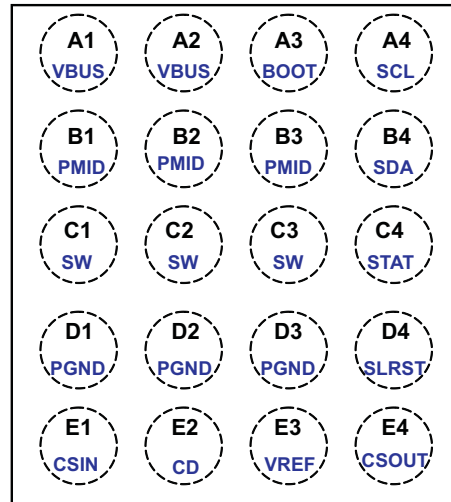 A1 A2 A3 A4
VBUS VBUS BOOT SCL
B1 B2 B3 B4
PMID PMID PMID SDA
C1 C2 C3 C4
SW SW SW STAT
D1 D2 D3 D4
PGND PGND PGND SLRST
E1 E2 E3 E4
CSIN CD VREF CSOUT